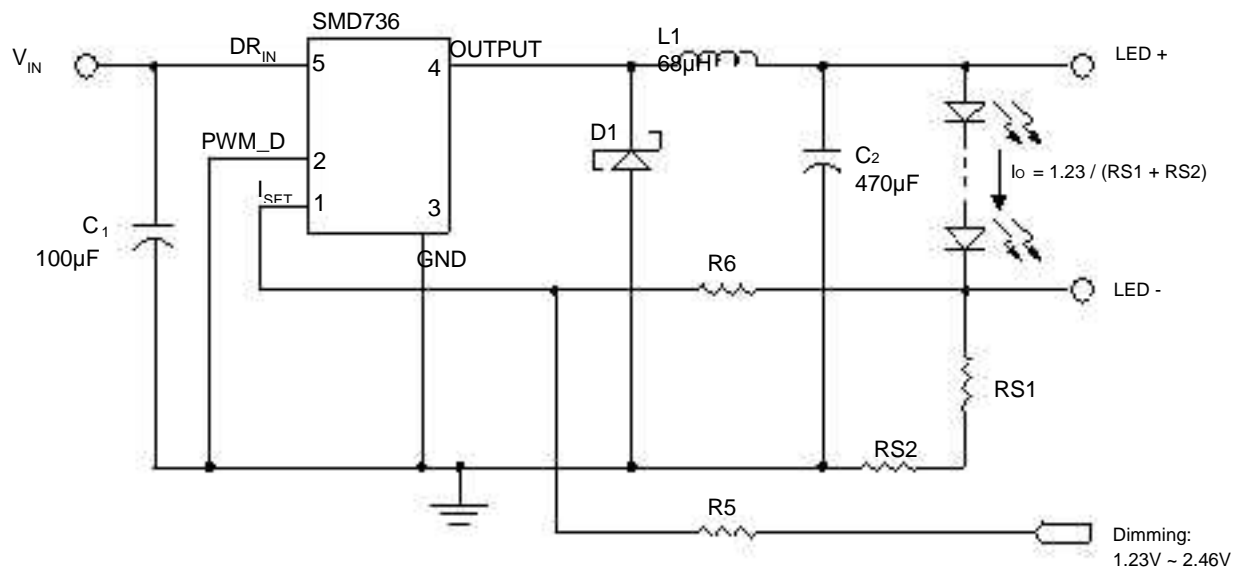 SMD736
V_IN
DR_IN
5
OUTPUT
4
L1
68µH
LED +
PWM_D
2
I_SET
1
3
GND
D1
C2
470µF
Io = 1.23 / (RS1 + RS2)
C1
100µF
R6
LED -
RS1
RS2
R5
Dimming:
1.23V ~ 2.46V